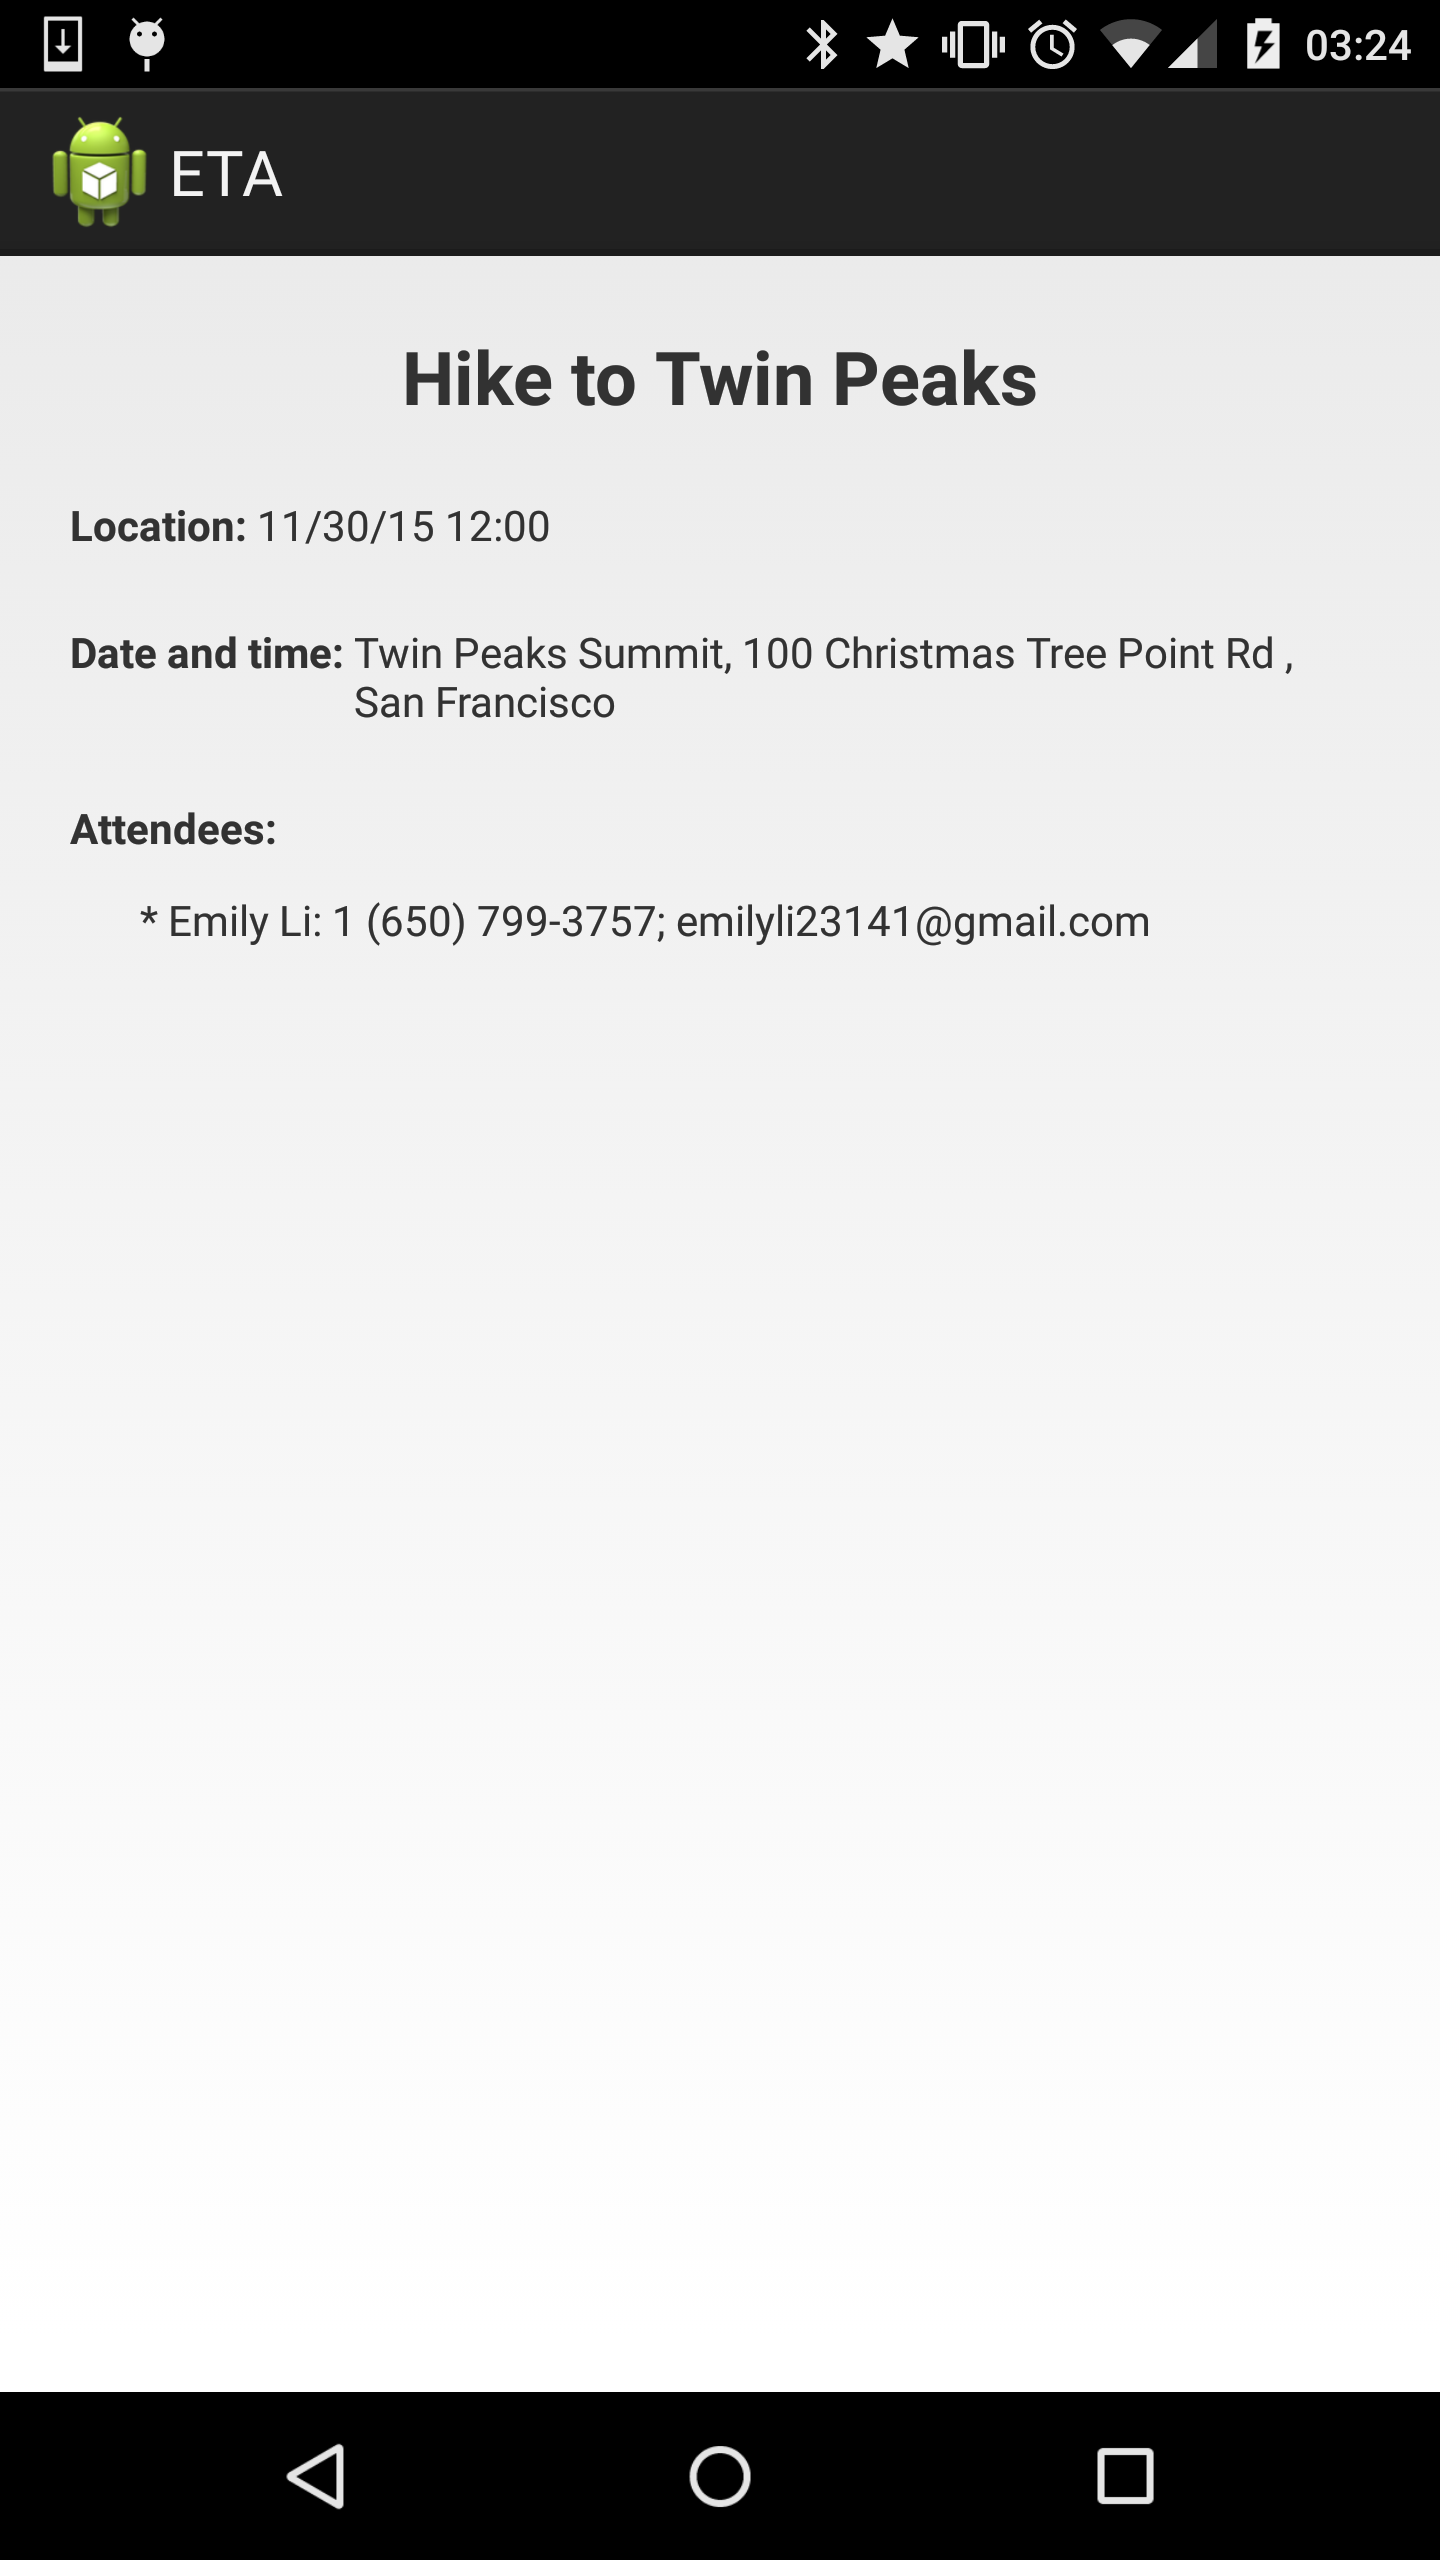 03:24
ETA
Hike to Twin Peaks
Location: 11/30/15 12:00
Date and time: Twin Peaks Summit, 100 Christmas Tree Point Rd ,
San Francisco
Attendees:
* Emily Li: 1 (650) 799-3757; emilyli23141@gmail.com